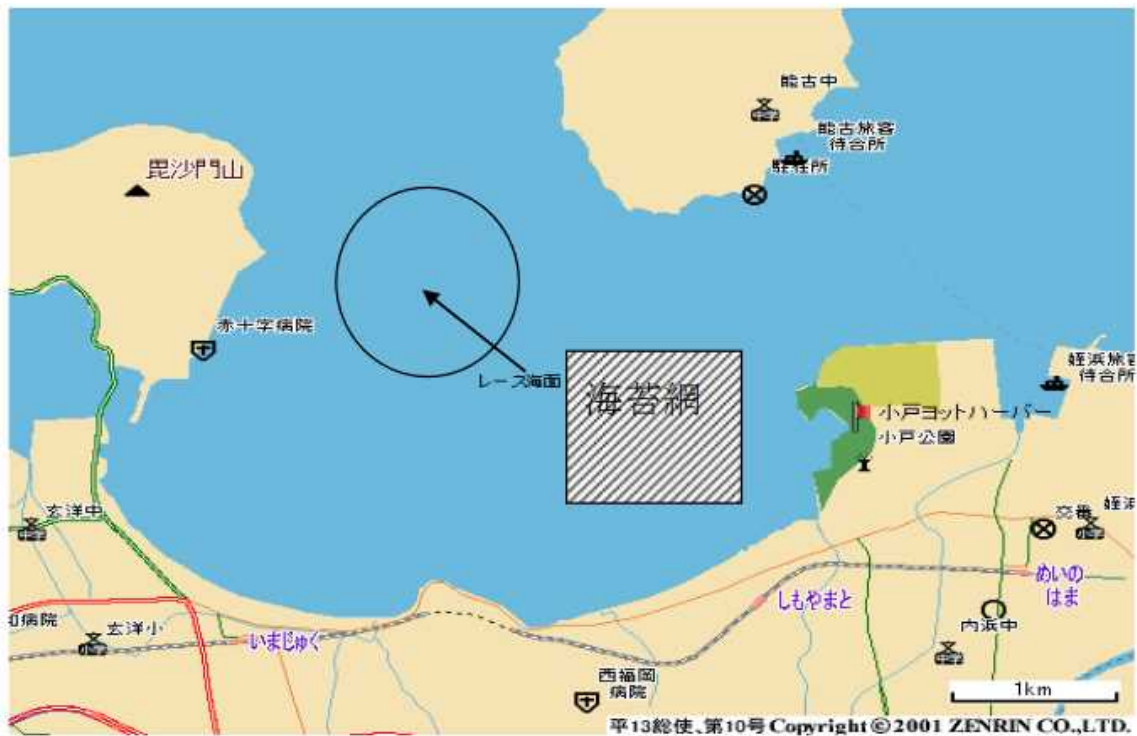 能古中
能古旅客
待合所
駐在所
毘沙門山
赤十字病院
レース海面
海苔網
姪浜旅客
待合所
小戸ヨットハーバー
小戸公園
玄洋中
交番
姪浜
めいの
はま
しもやまと
いまじゅく
玄洋小
和病院
内浜中
西福岡
病院
1km
平13総使、第10号 Copyright © 2001 ZENRIN CO.,LTD.